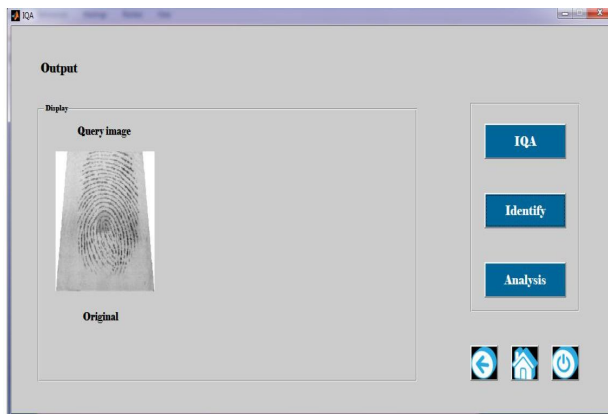 IQA
Output
Display
Query image
Original
IQA
Identify
Analysis